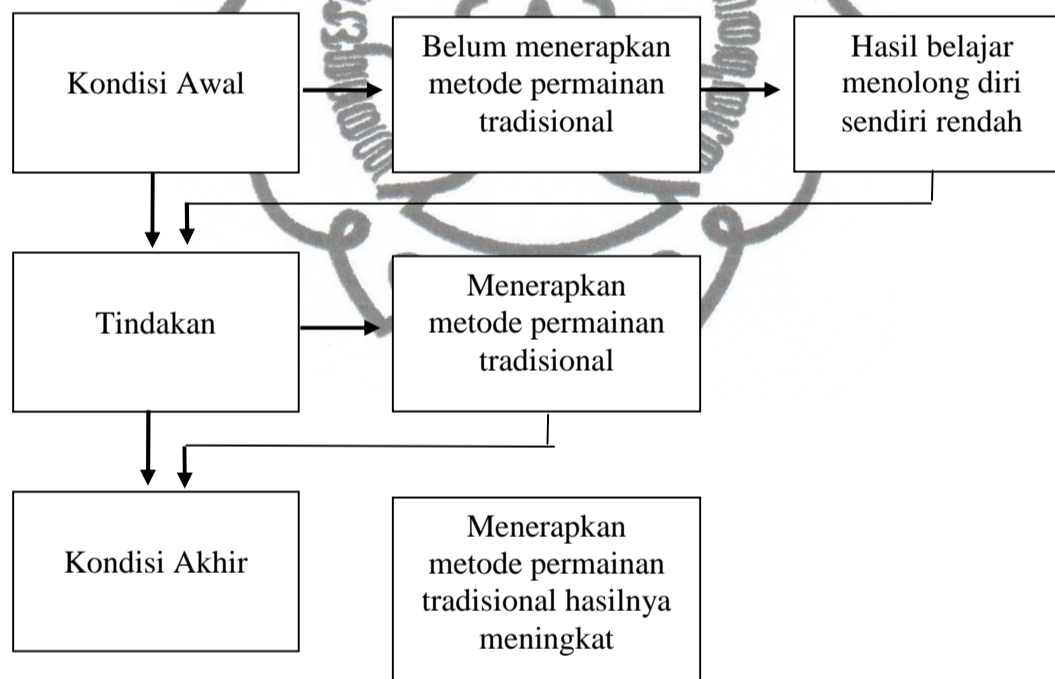 Kondisi Awal
Belum menerapkan
metode permainan
tradisional
Hasil belajar
menolong diri
sendiri rendah
Tindakan
Menerapkan
metode permainan
tradisional
Kondisi Akhir
Menerapkan
metode permainan
tradisional hasilnya
meningkat